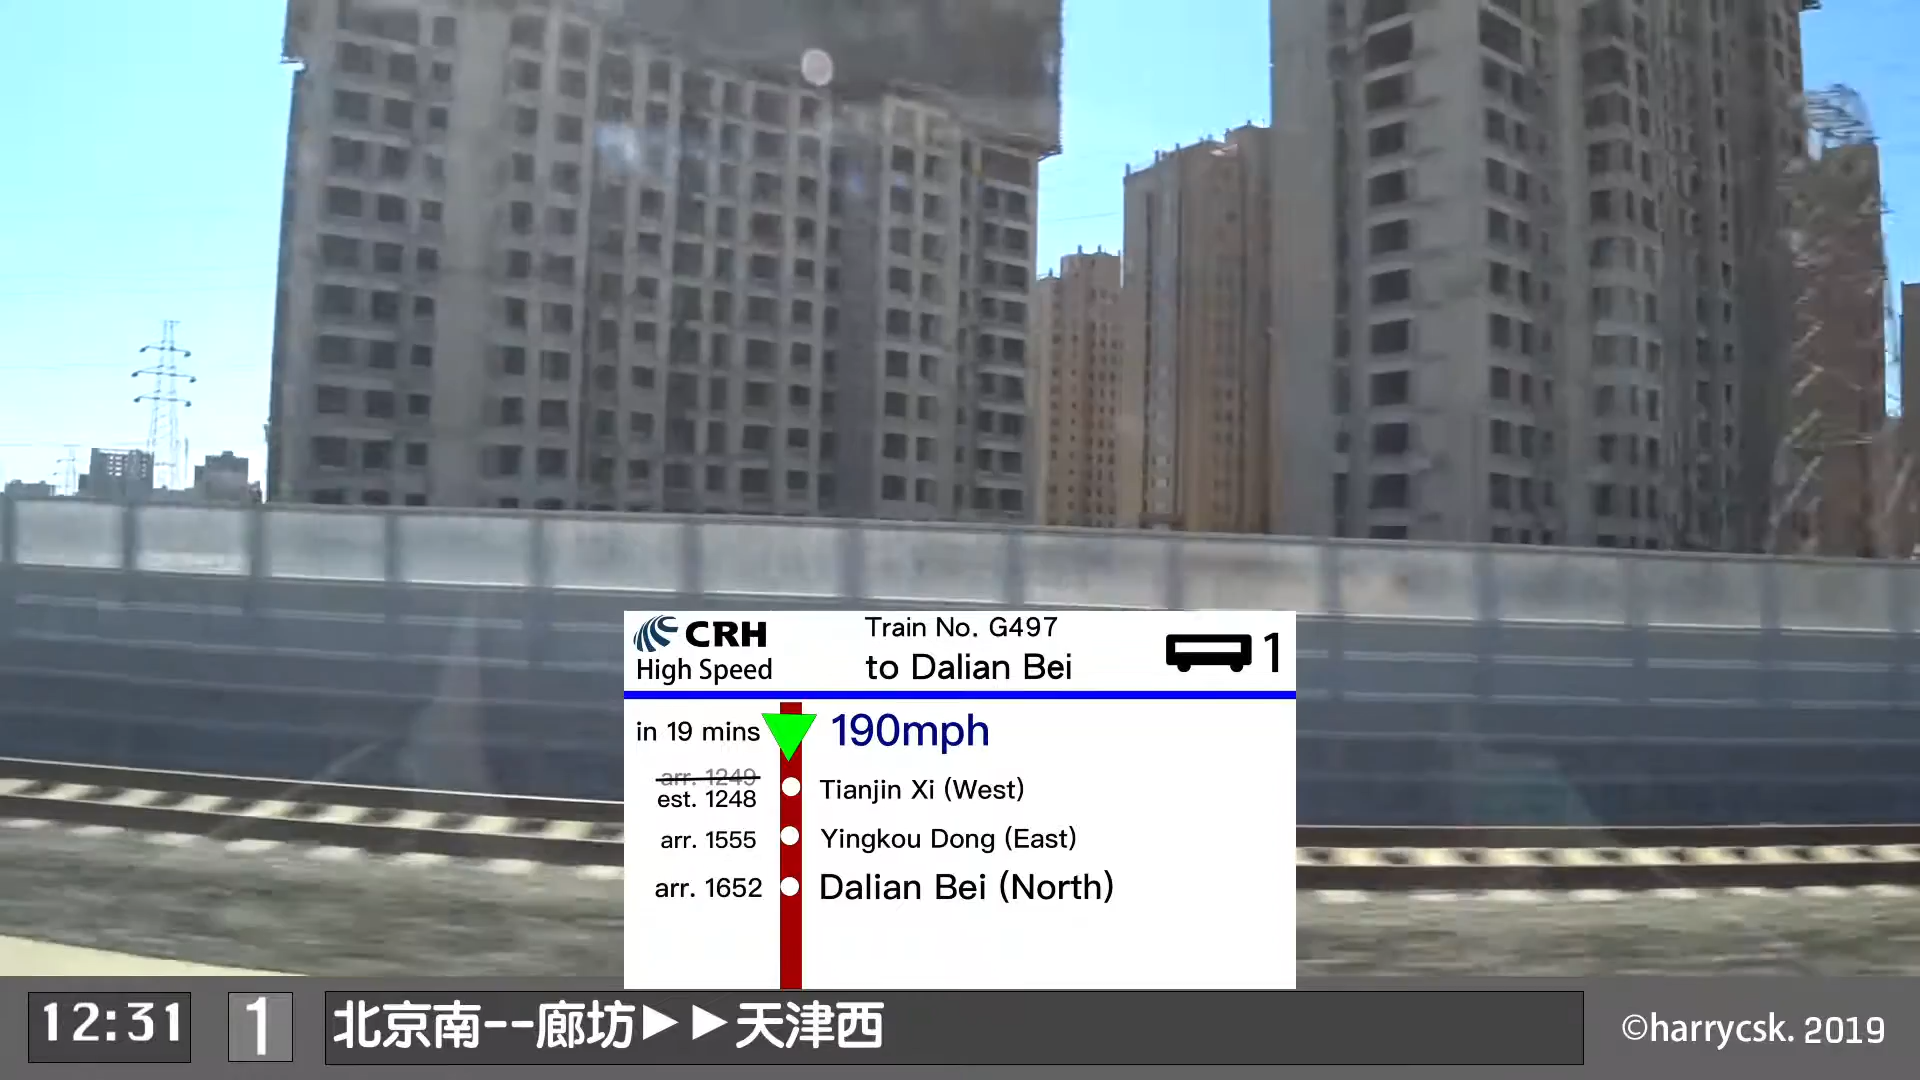 CRH
High Speed
Train No. G497
to Dalian Bei
1
in 19 mins
190mph
arr. 1249
est. 1248
Tianjin Xi (West)
arr. 1555
Yingkou Dong (East)
arr. 1652
Dalian Bei (North)
12:31
1
北京南--廊坊▶▶天津西
©harrycsk. 2019